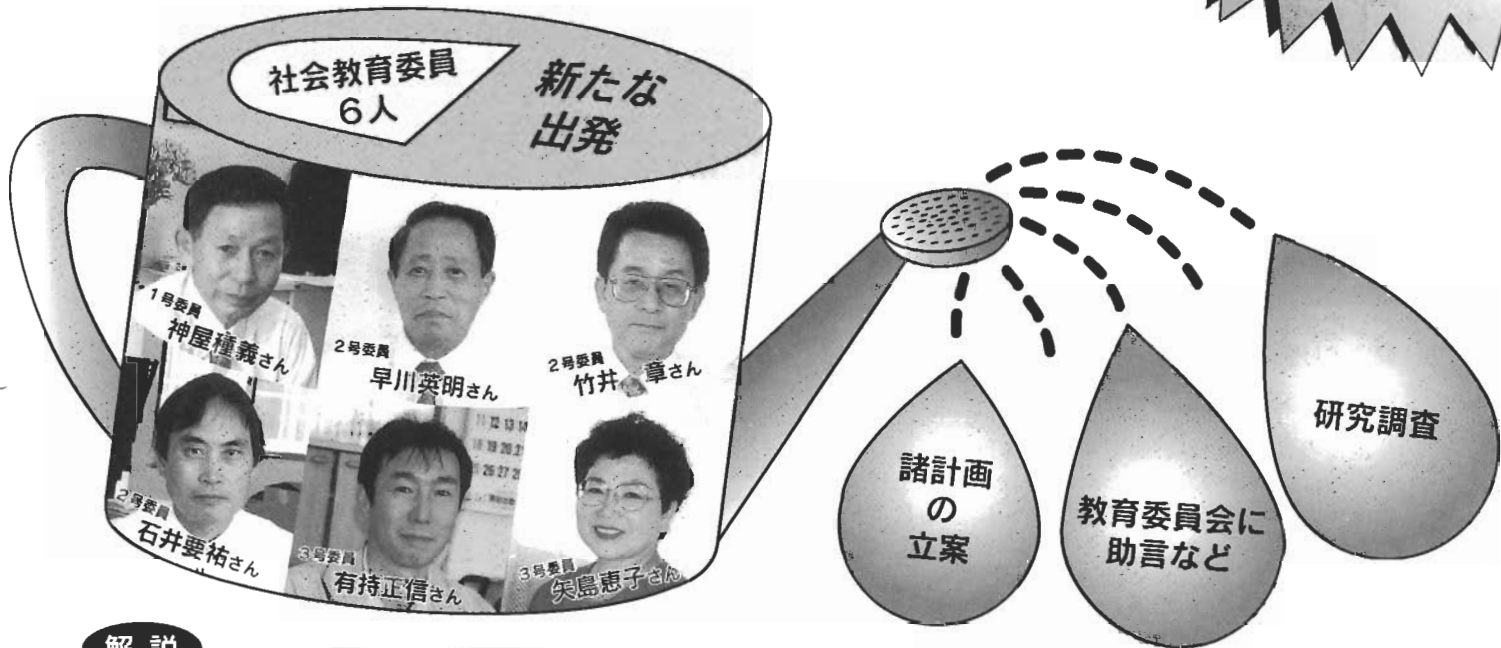 社会教育委員
6人
新たな
出発
1号委員
神屋種義さん
2号委員
早川英明さん
2号委員
竹井 章さん
2号委員
石井要祐さん
3号委員
有持正信さん
3号委員
矢島恵子さん
諸計画
の
立案
教育委員会に
助言など
研究調査
解説